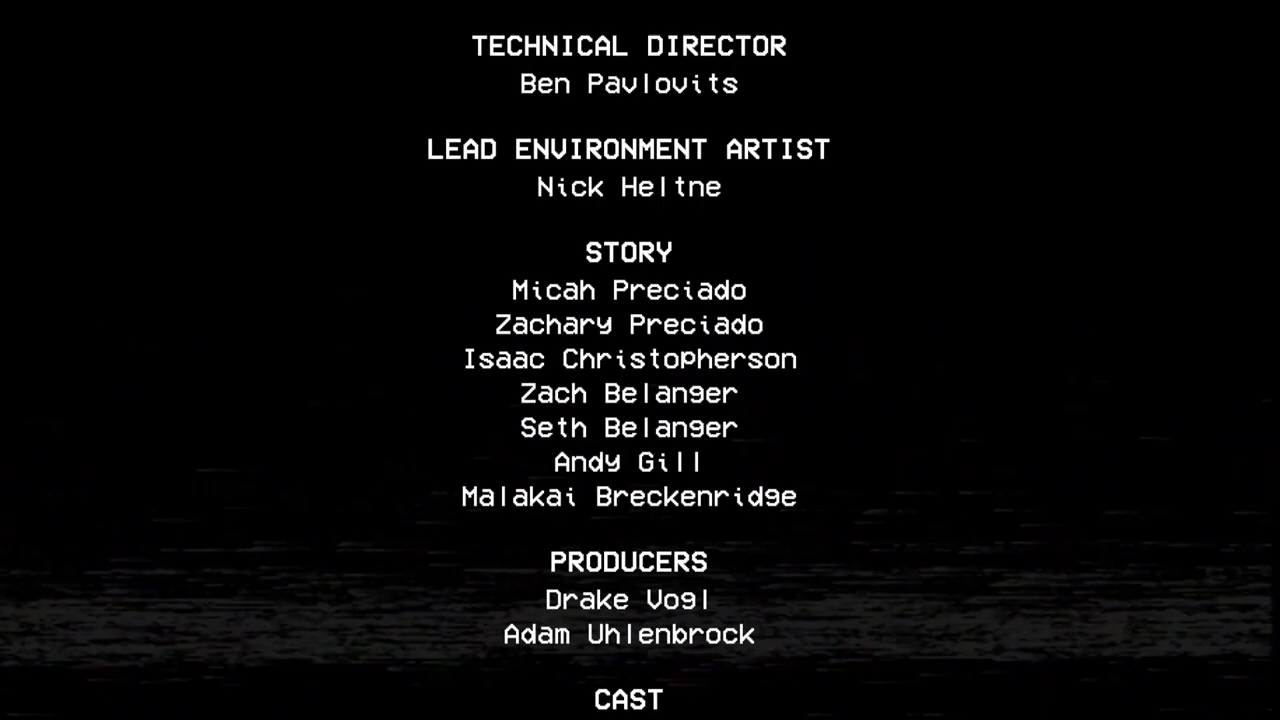 TECHNICAL DIRECTOR
Ben Pavlovits
LEAD ENVIRONMENT ARTIST
Nick Heltne
STORY
Micah Preciado
Zachary Preciado
Isaac Christopherson
Zach Belanger
Seth Belanger
Andy Gill
Malakai Breckenridge
PRODUCERS
Drake Vogl
Adam Uhlenbrock
CAST